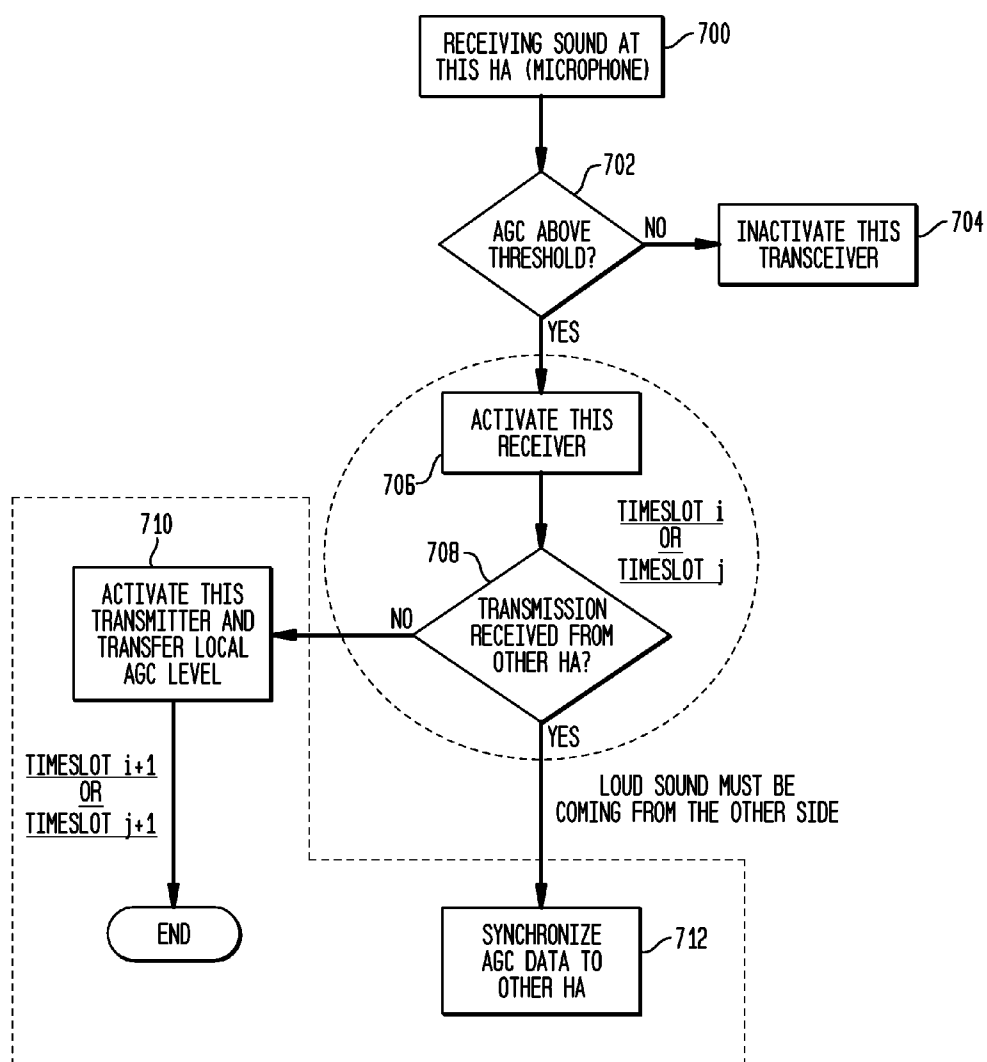 RECEIVING SOUND AT
THIS HA (MICROPHONE)
700
702
AGC ABOVE
THRESHOLD?
NO
INACTIVATE THIS
TRANSCEIVER
704
YES
ACTIVATE THIS
RECEIVER
706
TIMESLOT i
OR
TIMESLOT j
708
TRANSMISSION
RECEIVED FROM
OTHER HA?
NO
710
ACTIVATE THIS
TRANSMITTER AND
TRANSFER LOCAL
AGC LEVEL
YES
TIMESLOT i+1
OR
TIMESLOT j+1
LOUD SOUND MUST BE
COMING FROM THE OTHER SIDE
END
SYNCHRONIZE
AGC DATA TO
OTHER HA
712